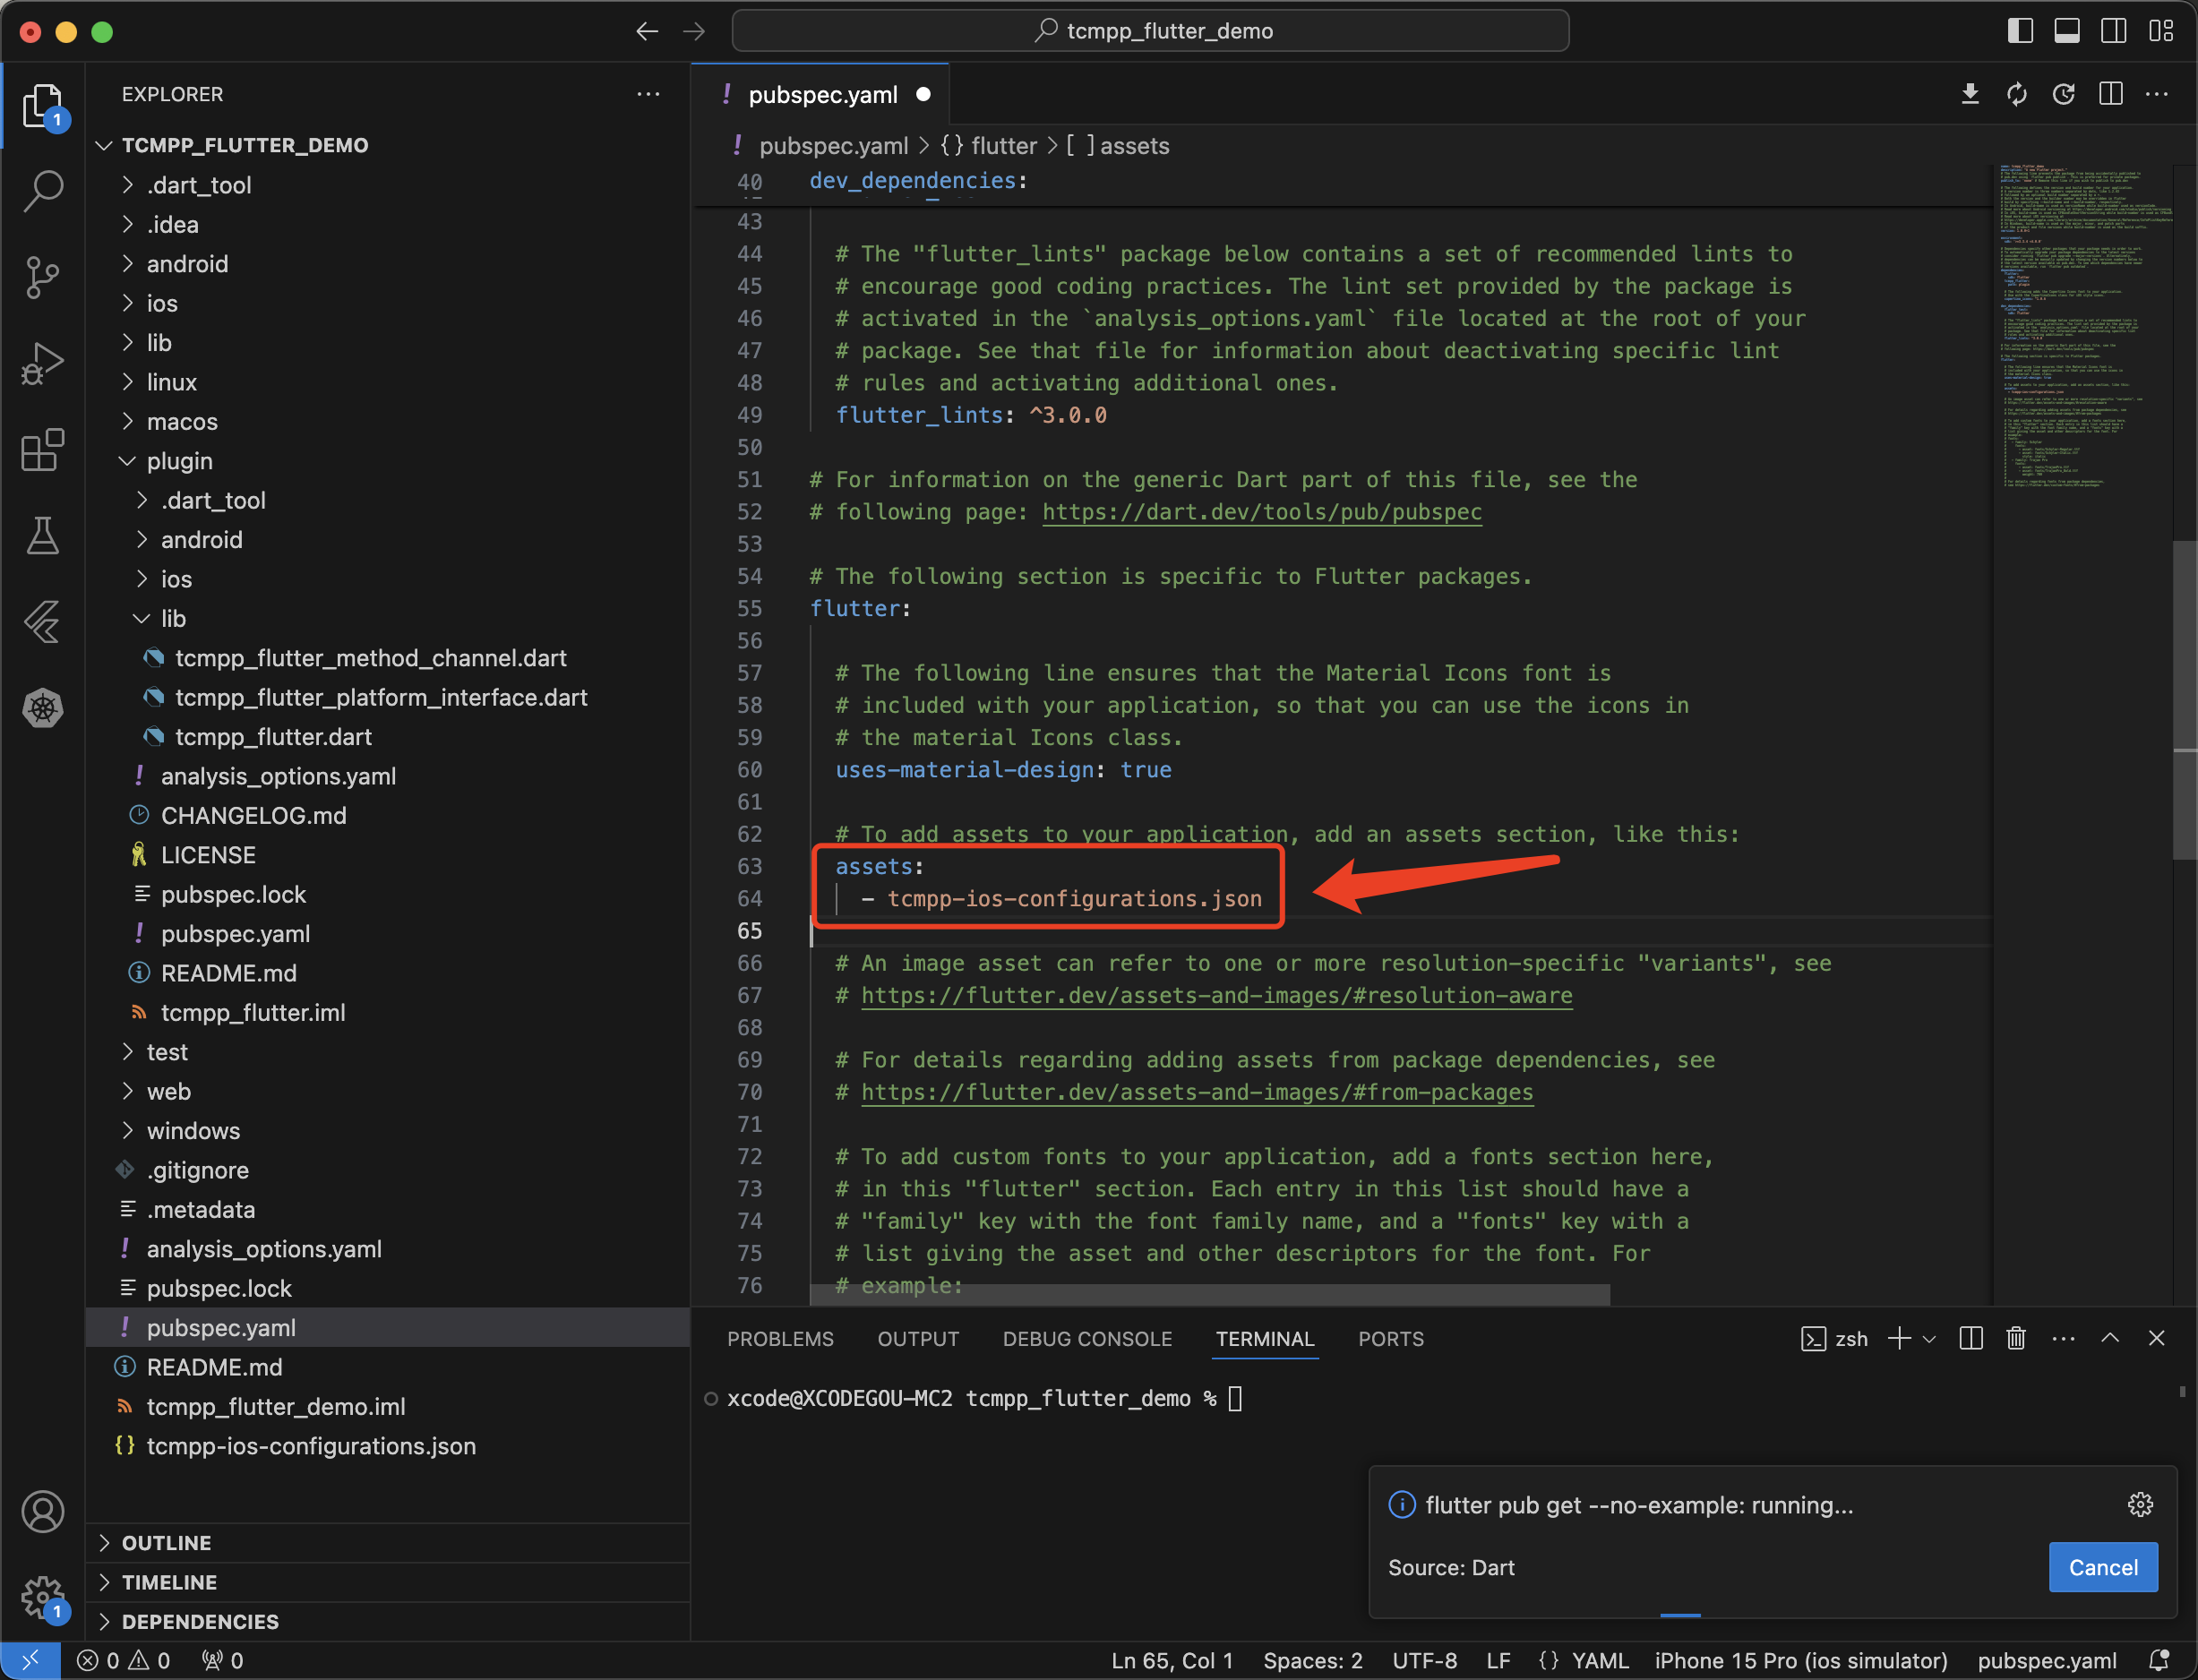 tcmpp_flutter_demo
EXPLORER
1
TCMPP_FLUTTER_DEMO
.dart_tool
.idea
android
ios
lib
linux
macos
plugin
.dart_tool
android
ios
lib
tcmpp_flutter_method_channel.dart
tcmpp_flutter_platform_interface.dart
tcmpp_flutter.dart
analysis_options.yaml
CHANGELOG.md
LICENSE
pubspec.lock
pubspec.yaml
README.md
tcmpp_flutter.iml
test
web
windows
.gitignore
.metadata
analysis_options.yaml
pubspec.lock
pubspec.yaml
README.md
tcmpp_flutter_demo.iml
{} tcmpp-ios-configurations.json
OUTLINE
TIMELINE
DEPENDENCIES
1
! pubspec.yaml
! pubspec.yaml > {} flutter > [ ] assets
40 dev_dependencies:
43
44 # The "flutter_lints" package below contains a set of recommended lints to
45 # encourage good coding practices. The lint set provided by the package is
46 # activated in the `analysis_options.yaml` file located at the root of your
47 # package. See that file for information about deactivating specific lint
48 # rules and activating additional ones.
49 flutter_lints: ^3.0.0
50
51 # For information on the generic Dart part of this file, see the
52 # following page: https://dart.dev/tools/pub/pubspec
53
54 # The following section is specific to Flutter packages.
55 flutter:
56
57 # The following line ensures that the Material Icons font is
58 # included with your application, so that you can use the icons in
59 # the material Icons class.
60 uses-material-design: true
61
62 # To add assets to your application, add an assets section, like this:
63 assets:
64 - tcmpp-ios-configurations.json
65
66 # An image asset can refer to one or more resolution-specific "variants", see
67 # https://flutter.dev/assets-and-images/#resolution-aware
68
69 # For details regarding adding assets from package dependencies, see
70 # https://flutter.dev/assets-and-images/#from-packages
71
72 # To add custom fonts to your application, add a fonts section here,
73 # in this "flutter" section. Each entry in this list should have a
74 # "family" key with the font family name, and a "fonts" key with a
75 # list giving the asset and other descriptors for the font. For
76 # example:
PROBLEMS OUTPUT DEBUG CONSOLE TERMINAL PORTS
zsh
xcode@XCODEGOU-MC2 tcmpp_flutter_demo %
flutter pub get --no-example: running...
Source: Dart
Cancel
0 0 0
Ln 65, Col 1 Spaces: 2 UTF-8 LF {} YAML iPhone 15 Pro (ios simulator) pubspec.yaml